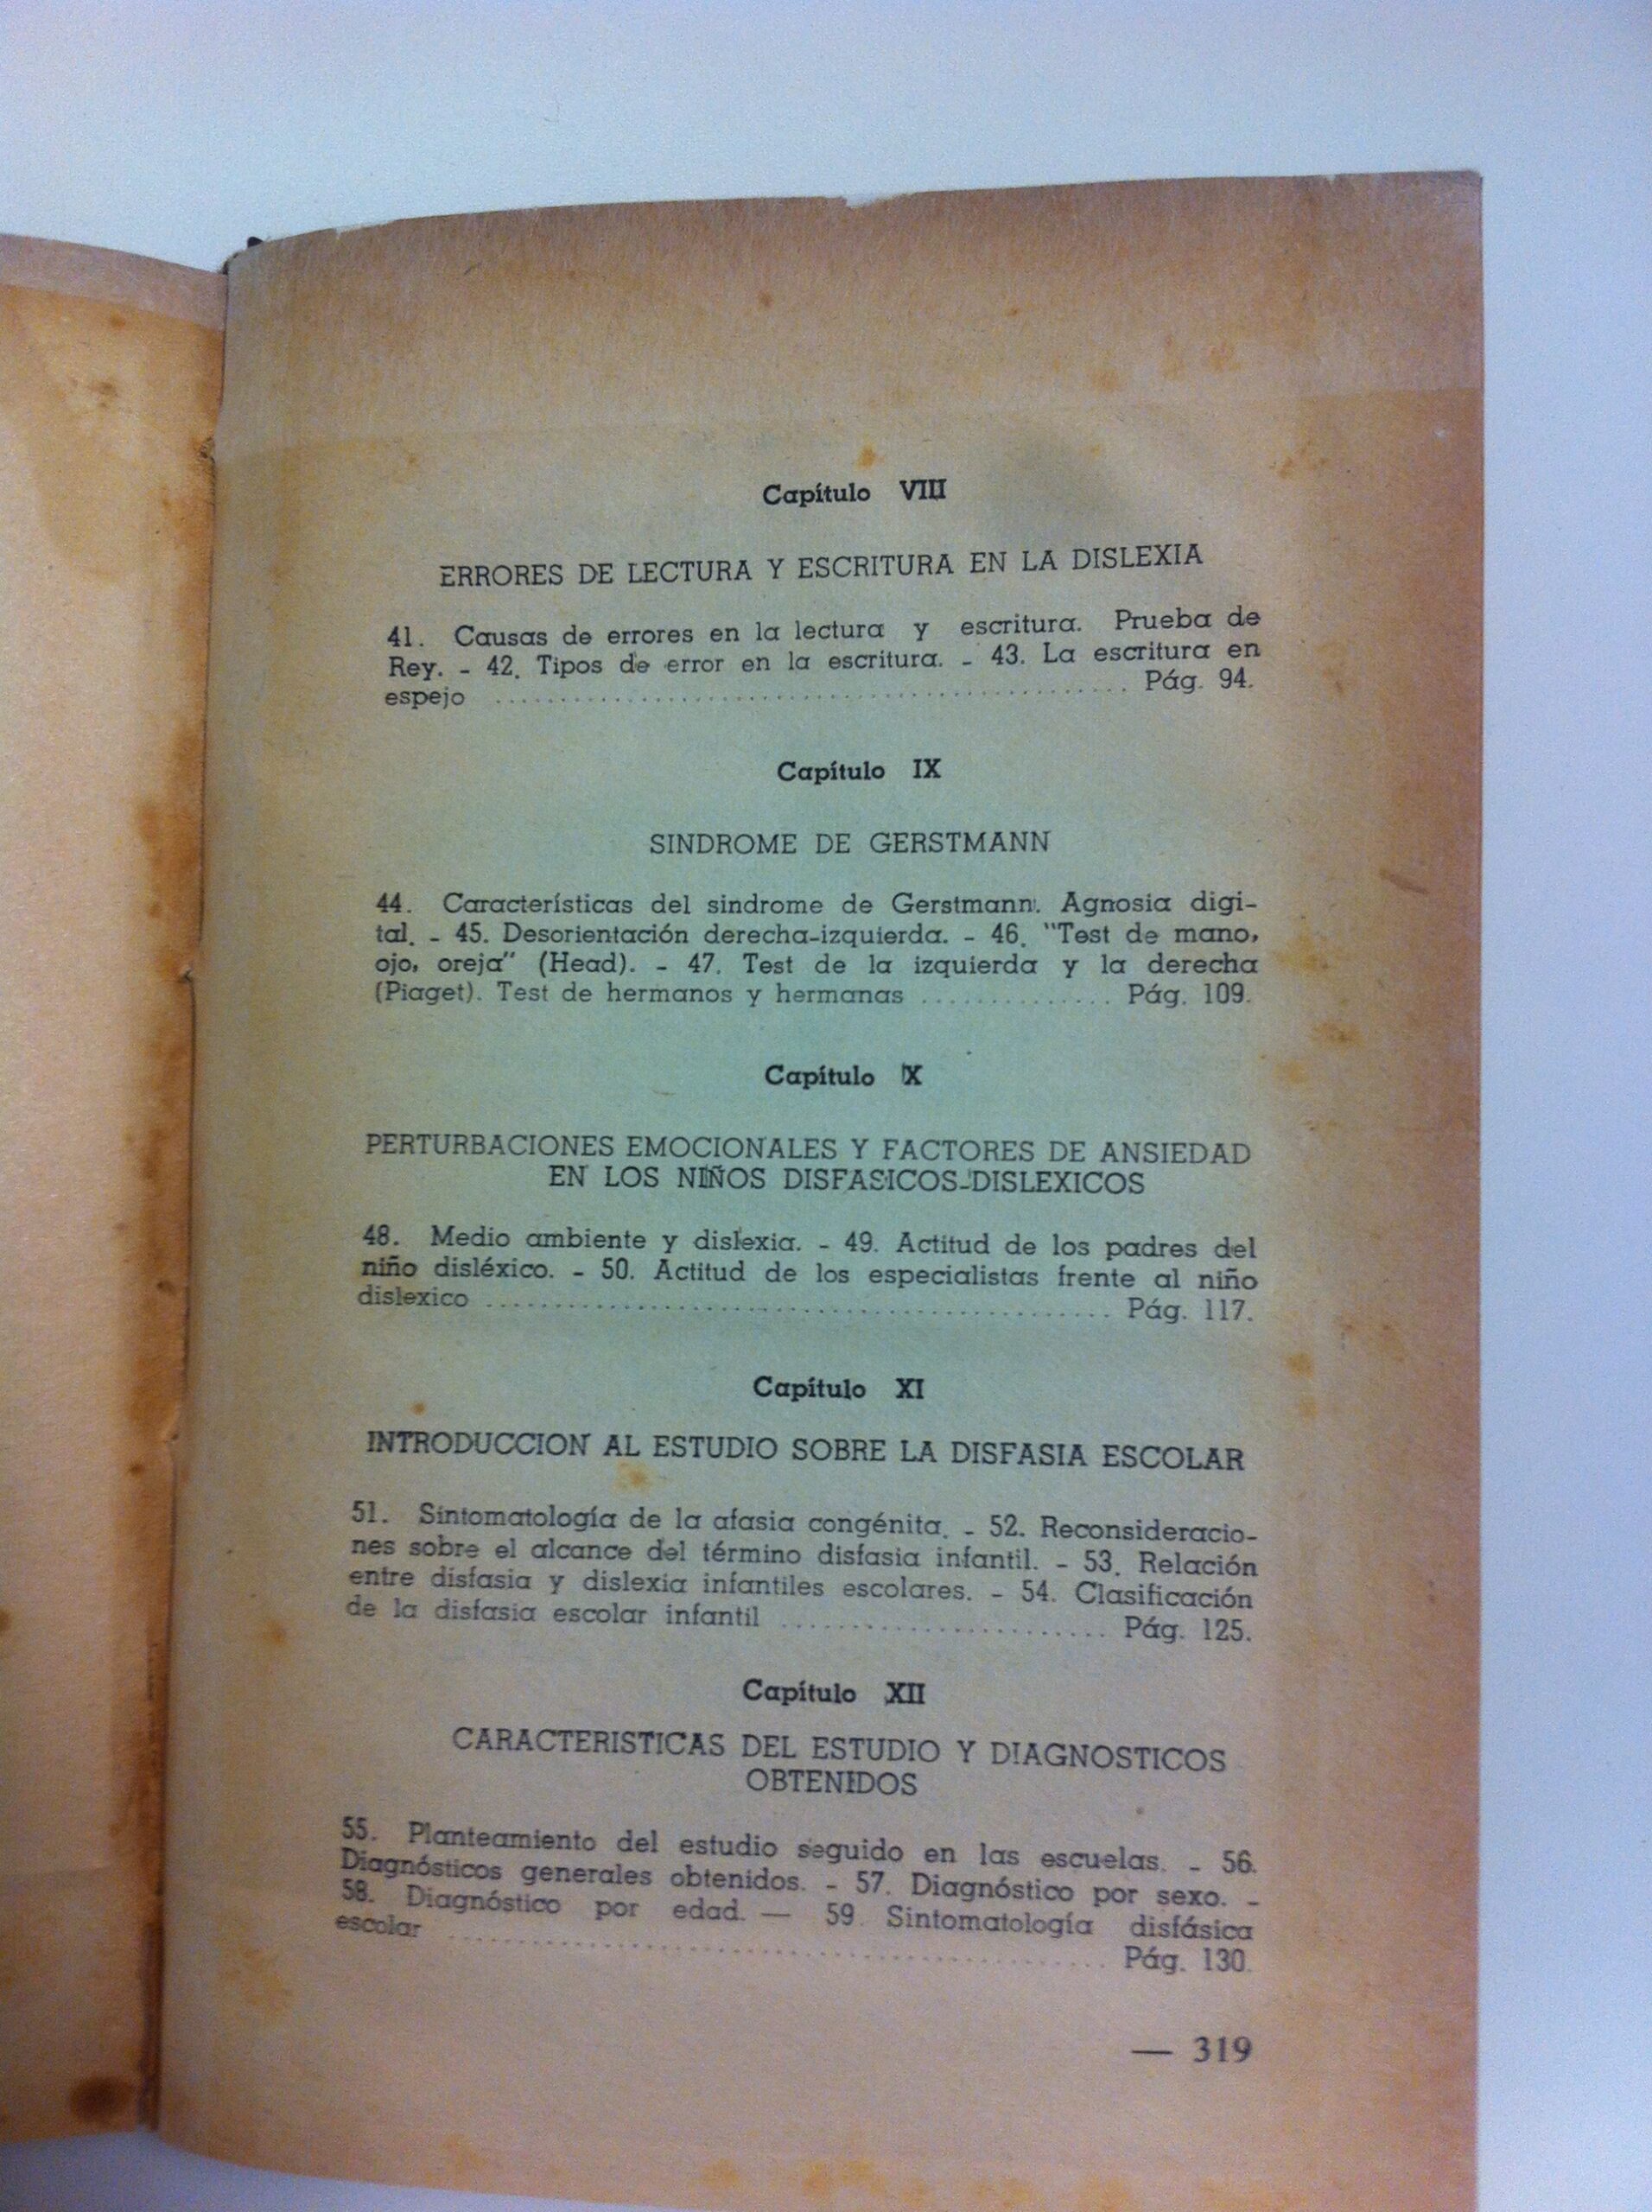 Capítulo VIII
ERRORES DE LECTURA Y ESCRITURA EN LA DISLEXIA
41. Causas de errores en la lectura y escritura. Prueba de
Rey. - 42. Tipos de error en la escritura. - 43. La escritura en
espejo ................................................ Pág. 94.
Capítulo IX
SINDROME DE GERSTMANN
44. Características del sindrome de Gerstmann. Agnosia digi-
tal. - 45. Desorientación derecha-izquierda. - 46. "Test de mano,
ojo, oreja" (Head). - 47. Test de la izquierda y la derecha
(Piaget). Test de hermanos y hermanas .............. Pág. 109.
Capítulo X
PERTURBACIONES EMOCIONALES Y FACTORES DE ANSIEDAD
EN LOS NIÑOS DISFASICOS-DISLEXICOS
48. Medio ambiente y dislexia. - 49. Actitud de los padres del
niño disléxico. - 50. Actitud de los especialistas frente al niño
dislexico ................................................ Pág. 117.
Capítulo XI
INTRODUCCION AL ESTUDIO SOBRE LA DISFASIA ESCOLAR
51. Sintomatología de la afasia congénita. - 52. Reconsideracio-
nes sobre el alcance del término disfasia infantil. - 53. Relación
entre disfasia y dislexia infantiles escolares. - 54. Clasificación
de la disfasia escolar infantil ........................ Pág. 125.
Capítulo XII
CARACTERISTICAS DEL ESTUDIO Y DIAGNOSTICOS
OBTENIDOS
55. Planteamiento del estudio seguido en las escuelas. - 56.
Diagnósticos generales obtenidos. - 57. Diagnóstico por sexo. -
58. Diagnóstico por edad. — 59. Sintomatología disfásica
escolar ................................................ Pág. 130.
— 319